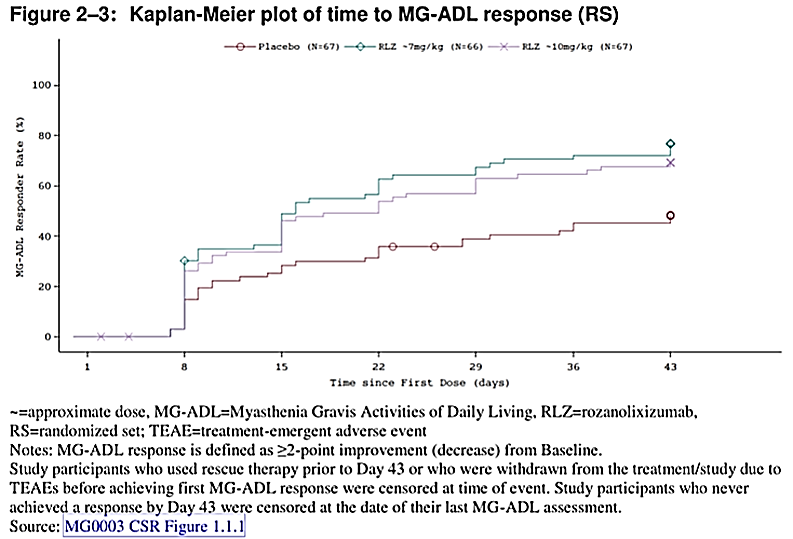 Figure 2–3: Kaplan-Meier plot of time to MG-ADL response (RS)
Placebo (N=67) RLZ ~7mg/kg (N=66) RLZ ~10mg/kg (N=67)
MG-ADL Responder Rate (%)
100
80
60
40
20
0
1 8 15 22 29 36 43
Time since First Dose (days)
~=approximate dose, MG-ADL=Myasthenia Gravis Activities of Daily Living, RLZ=rozanolixizumab,
RS=randomized set; TEAE=treatment-emergent adverse event
Notes: MG-ADL response is defined as ≥2-point improvement (decrease) from Baseline.
Study participants who used rescue therapy prior to Day 43 or who were withdrawn from the treatment/study due to
TEAEs before achieving first MG-ADL response were censored at time of event. Study participants who never
achieved a response by Day 43 were censored at the date of their last MG-ADL assessment.
Source: MG0003 CSR Figure 1.1.1